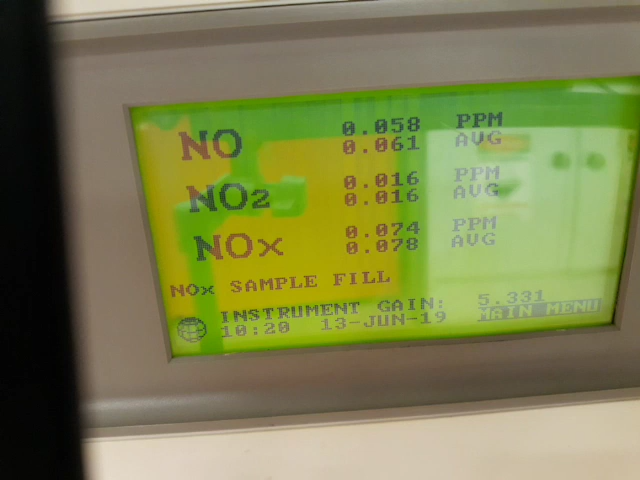 NO 0.058 PPM
0.061 AVG
NO2 0.016 PPM
0.016 AVG
NOx 0.074 PPM
0.078 AVG
NOx SAMPLE FILL
INSTRUMENT GAIN: 5.331
10:20 13-JUN-19 MAIN MENU